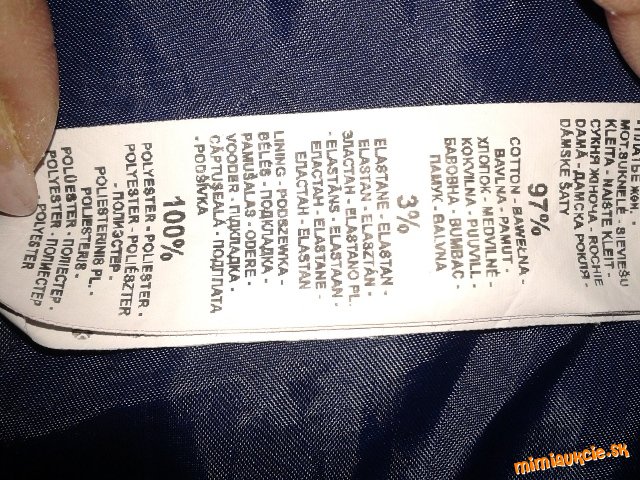 MOT.SUKNELĖ - SIEVIEŠU
KLEITA - NAISTE KLEIT -
СУКНЯ ЖІНОЧА - ROCHIE
DAMĂ - ДАМСКА РОКЛЯ -
DÁMSKE ŠATY
97%
COTTON - BAWEŁNA -
BAVLNA - PAMUT -
ХЛОПОК - MEDVILNĖ -
KOKVILNA - PUUVILL -
БАВОВНА - BUMBAC -
ПАМУК - BAVLNA
3%
ELASTANE - ELASTAN -
ELASTAN - ELASZTÁN -
ЭЛАСТАН - ELASTANO PL.
- ELASTĀNS - ELASTAAN -
ЕЛАСТАН - ELASTANE -
ЕЛАСТАН - ELASTAN
LINING - PODSZEWKA -
BÉLÉS - ПОДКЛАДКА -
PAMUŠALAS - ODERE -
VOODER - ПІДКЛАДКА -
CĂPTUȘEALĂ - ПОДПЛАТА
- PODŠÍVKA
100%
POLYESTER - POLIESTER -
POLYESTER - POLIÉSZTER
- ПОЛИЭСТЕР -
POLIESTERINIS PL. -
POLIESTERIS -
POLÜESTER - ПОЛІЕСТЕР -
POLYESTER - ПОЛИЕСТЕР -
POLYESTER
mimiaukcie.sk